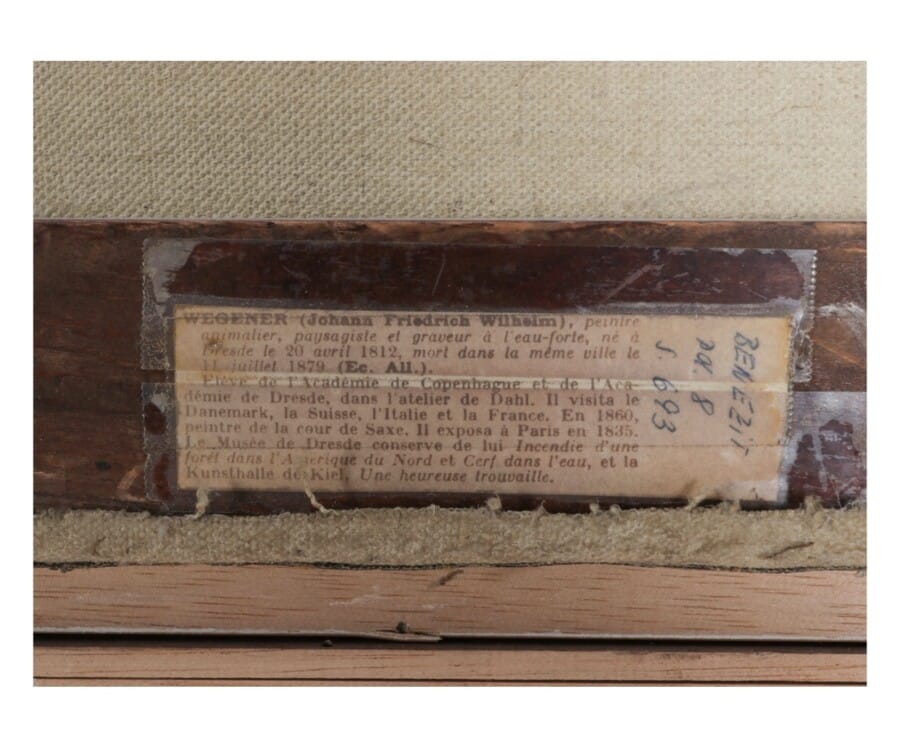 WEGENER (Johann Friedrich Wilhelm), peintre
animalier, paysagiste et graveur à l'eau-forte, né à
Dresde le 20 avril 1812, mort dans la même ville le
11 juillet 1879 (Ec. All.).
Elève de l'Académie de Copenhague et de l'Aca-
démie de Dresde, dans l'atelier de Dahl. Il visita le
Danemark, la Suisse, l'Italie et la France. En 1860,
peintre de la cour de Saxe. Il exposa à Paris en 1835.
Le Musée de Dresde conserve de lui Incendie d'une
forêt dans l'Amerique du Nord et Cerf dans l'eau, et la
Kunsthalle de Kiel, Une heureuse trouvaille.
BENEZIT
8
S. 693